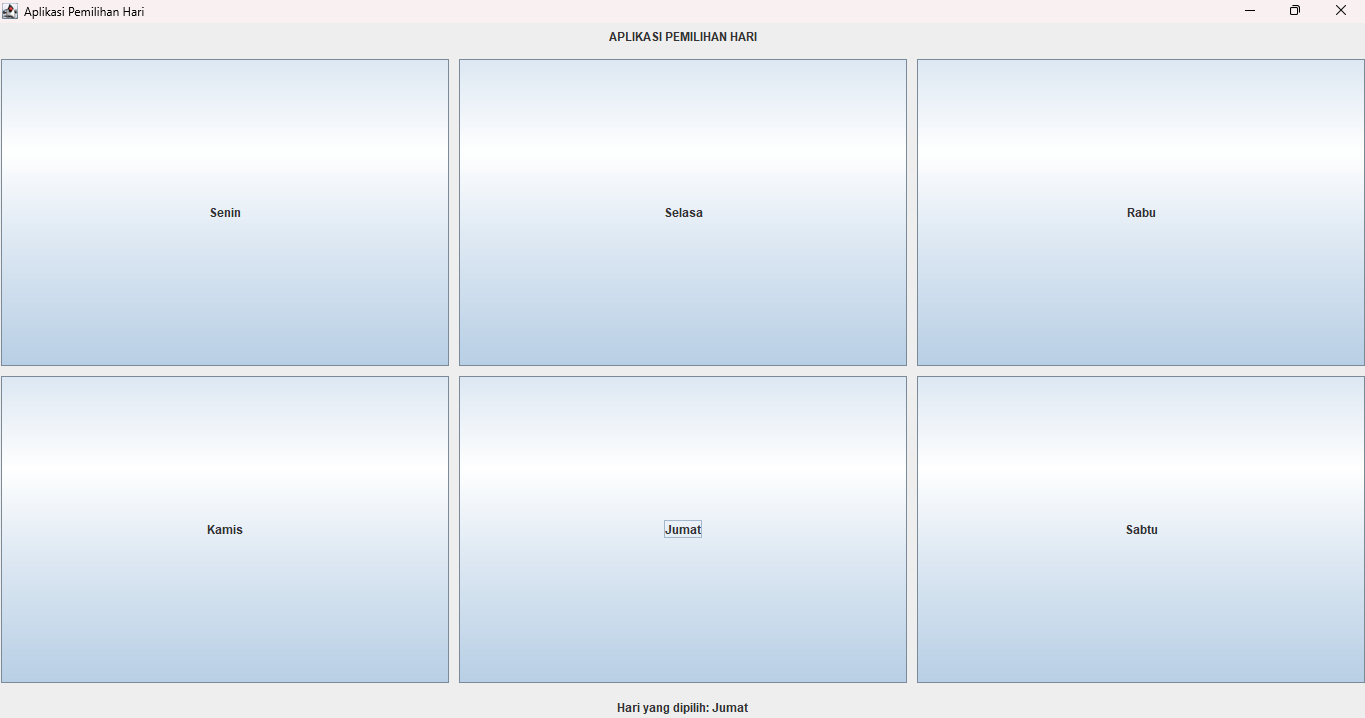 Aplikasi Pemilihan Hari
APLIKASI PEMILIHAN HARI
Senin
Selasa
Rabu
Kamis
Jumat
Sabtu
Hari yang dipilih: Jumat